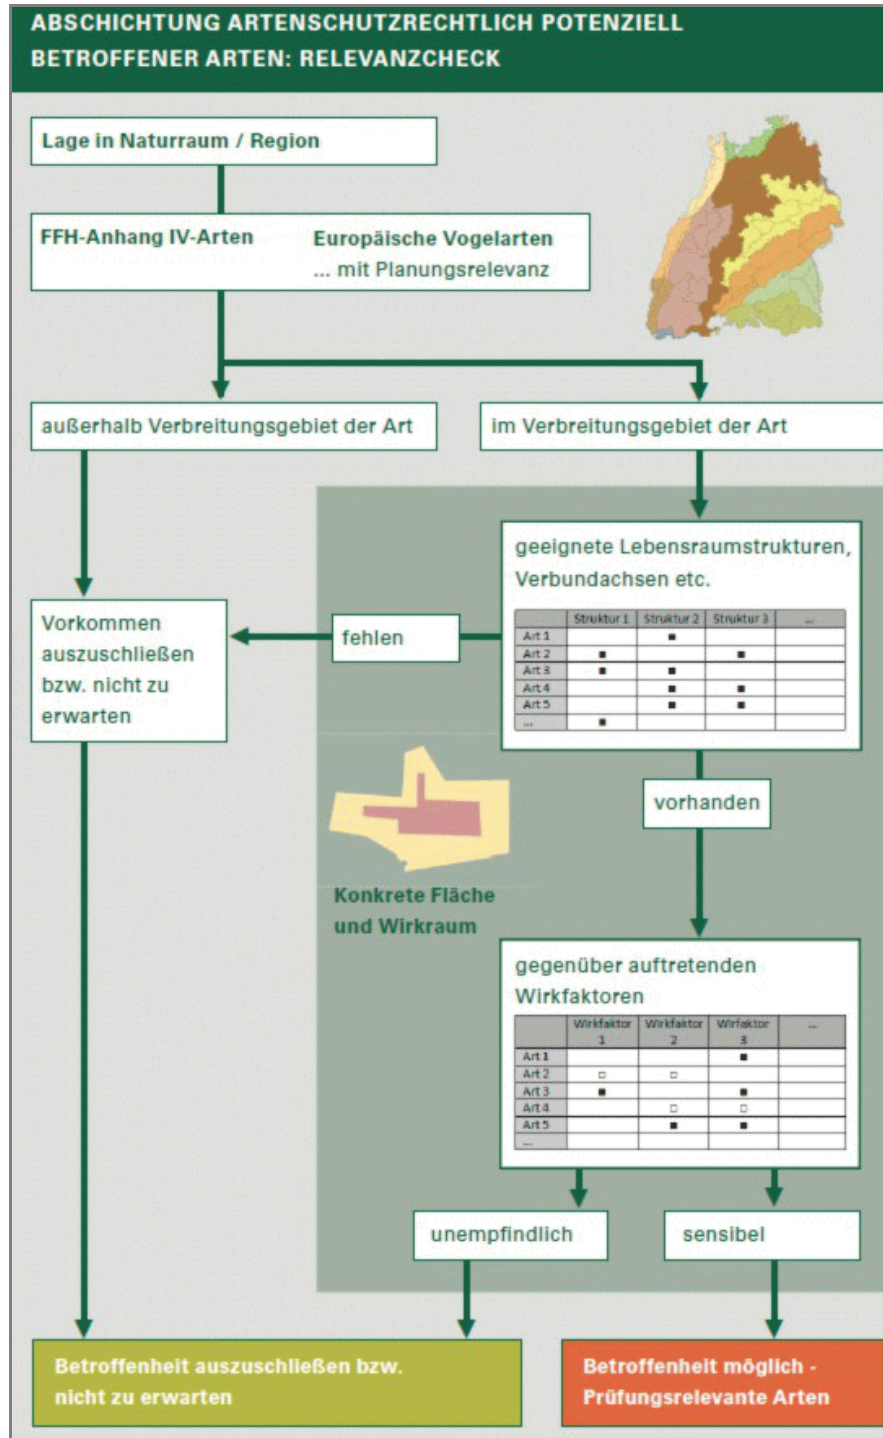 ABSCHICHTUNG ARTENSCHUTZRECHTLICH POTENZIELL
BETROFFENER ARTEN: RELEVANZCHECK
Lage in Naturraum / Region
FFH-Anhang IV-Arten
Europäische Vogelarten
... mit Planungsrelevanz
außerhalb Verbreitungsgebiet der Art
im Verbreitungsgebiet der Art
geeignete Lebensraumstrukturen,
Verbundachsen etc.
Struktur 1 Struktur 2 Struktur 3 ...
Art 1 ■
Art 2 ■ ■
Art 3 ■ ■
Art 4 ■ ■
Art 5 ■ ■
... ■
fehlen
Vorkommen
auszuschließen
bzw. nicht zu
erwarten
vorhanden
Konkrete Fläche
und Wirkraum
gegenüber auftretenden
Wirkfaktoren
Wirkfaktor 1 Wirkfaktor 2 Wirfaktor 3 ...
Art 1 ■
Art 2 □ □
Art 3 ■ ■
Art 4 □ □
Art 5 ■ ■
...
unempfindlich
sensibel
Betroffenheit auszuschließen bzw.
nicht zu erwarten
Betroffenheit möglich -
Prüfungsrelevante Arten